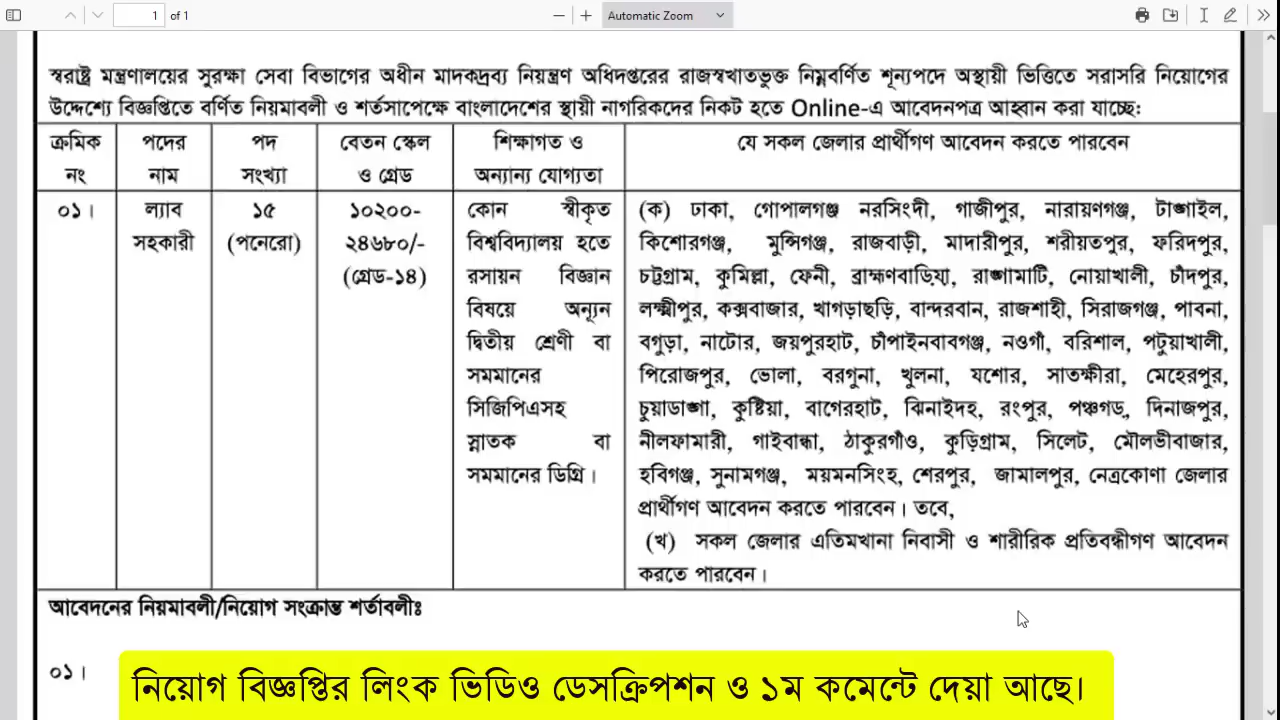 1 of 1
Automatic Zoom
স্বরাষ্ট্র মন্ত্রণালয়ের সুরক্ষা সেবা বিভাগের অধীন মাদকদ্রব্য নিয়ন্ত্রণ অধিদপ্তরের রাজস্বখাতভুক্ত নিম্নবর্ণিত শূন্যপদে অস্থায়ী ভিত্তিতে সরাসরি নিয়োগের
উদ্দেশ্যে বিজ্ঞপ্তিতে বর্ণিত নিয়মাবলী ও শর্তসাপেক্ষে বাংলাদেশের স্থায়ী নাগরিকদের নিকট হতে Online-এ আবেদনপত্র আহ্বান করা যাচ্ছে:
ক্রমিক
নং
পদের
নাম
পদ
সংখ্যা
বেতন স্কেল
ও গ্রেড
শিক্ষাগত ও
অন্যান্য যোগ্যতা
যে সকল জেলার প্রার্থীগণ আবেদন করতে পারবেন
০১।
ল্যাব
সহকারী
১৫
(পনেরো)
১০২০০-
২৪৬৮০/-
(গ্রেড-১৪)
কোন স্বীকৃত
বিশ্ববিদ্যালয় হতে
রসায়ন বিজ্ঞান
বিষয়ে অন্যূন
দ্বিতীয় শ্রেণী বা
সমমানের
সিজিপিএসহ
স্নাতক বা
সমমানের ডিগ্রি।
(ক) ঢাকা, গোপালগঞ্জ নরসিংদী, গাজীপুর, নারায়ণগঞ্জ, টাঙ্গাইল,
কিশোরগঞ্জ, মুন্সিগঞ্জ, রাজবাড়ী, মাদারীপুর, শরীয়তপুর, ফরিদপুর,
চট্টগ্রাম, কুমিল্লা, ফেনী, ব্রাহ্মণবাড়িয়া, রাঙ্গামাটি, নোয়াখালী, চাঁদপুর,
লক্ষ্মীপুর, কক্সবাজার, খাগড়াছড়ি, বান্দরবান, রাজশাহী, সিরাজগঞ্জ, পাবনা,
বগুড়া, নাটোর, জয়পুরহাট, চাঁপাইনবাবগঞ্জ, নওগাঁ, বরিশাল, পটুয়াখালী,
পিরোজপুর, ভোলা, বরগুনা, খুলনা, যশোর, সাতক্ষীরা, মেহেরপুর,
চুয়াডাঙ্গা, কুষ্টিয়া, বাগেরহাট, ঝিনাইদহ, রংপুর, পঞ্চগড়, দিনাজপুর,
নীলফামারী, গাইবান্ধা, ঠাকুরগাঁও, কুড়িগ্রাম, সিলেট, মৌলভীবাজার,
হবিগঞ্জ, সুনামগঞ্জ, ময়মনসিংহ, শেরপুর, জামালপুর, নেত্রকোণা জেলার
প্রার্থীগণ আবেদন করতে পারবেন। তবে,
(খ) সকল জেলার এতিমখানা নিবাসী ও শারীরিক প্রতিবন্ধীগণ আবেদন
করতে পারবেন।
আবেদনের নিয়মাবলী/নিয়োগ সংক্রান্ত শর্তাবলীঃ
০১।
নিয়োগ বিজ্ঞপ্তির লিংক ভিডিও ডেসক্রিপশন ও ১ম কমেন্টে দেয়া আছে।